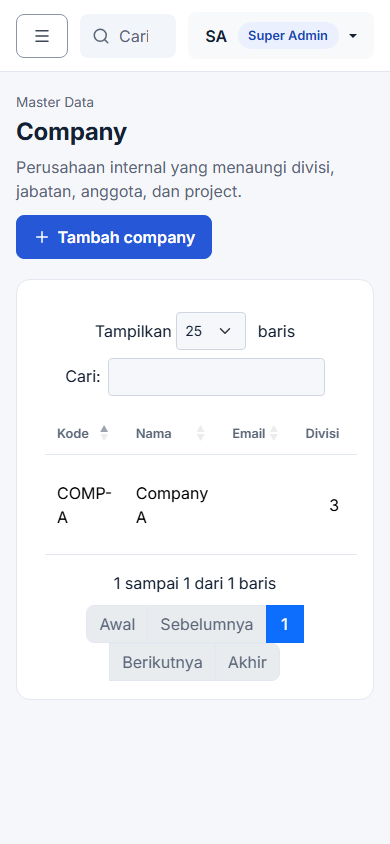 Cari
SA Super Admin
Master Data
Company
Perusahaan internal yang menaungi divisi,
jabatan, anggota, dan project.
Tambah company
Tampilkan 25 baris
Cari:
Kode Nama Email Divisi
COMP-
A
Company
A
3
1 sampai 1 dari 1 baris
Awal Sebelumnya 1
Berikutnya Akhir